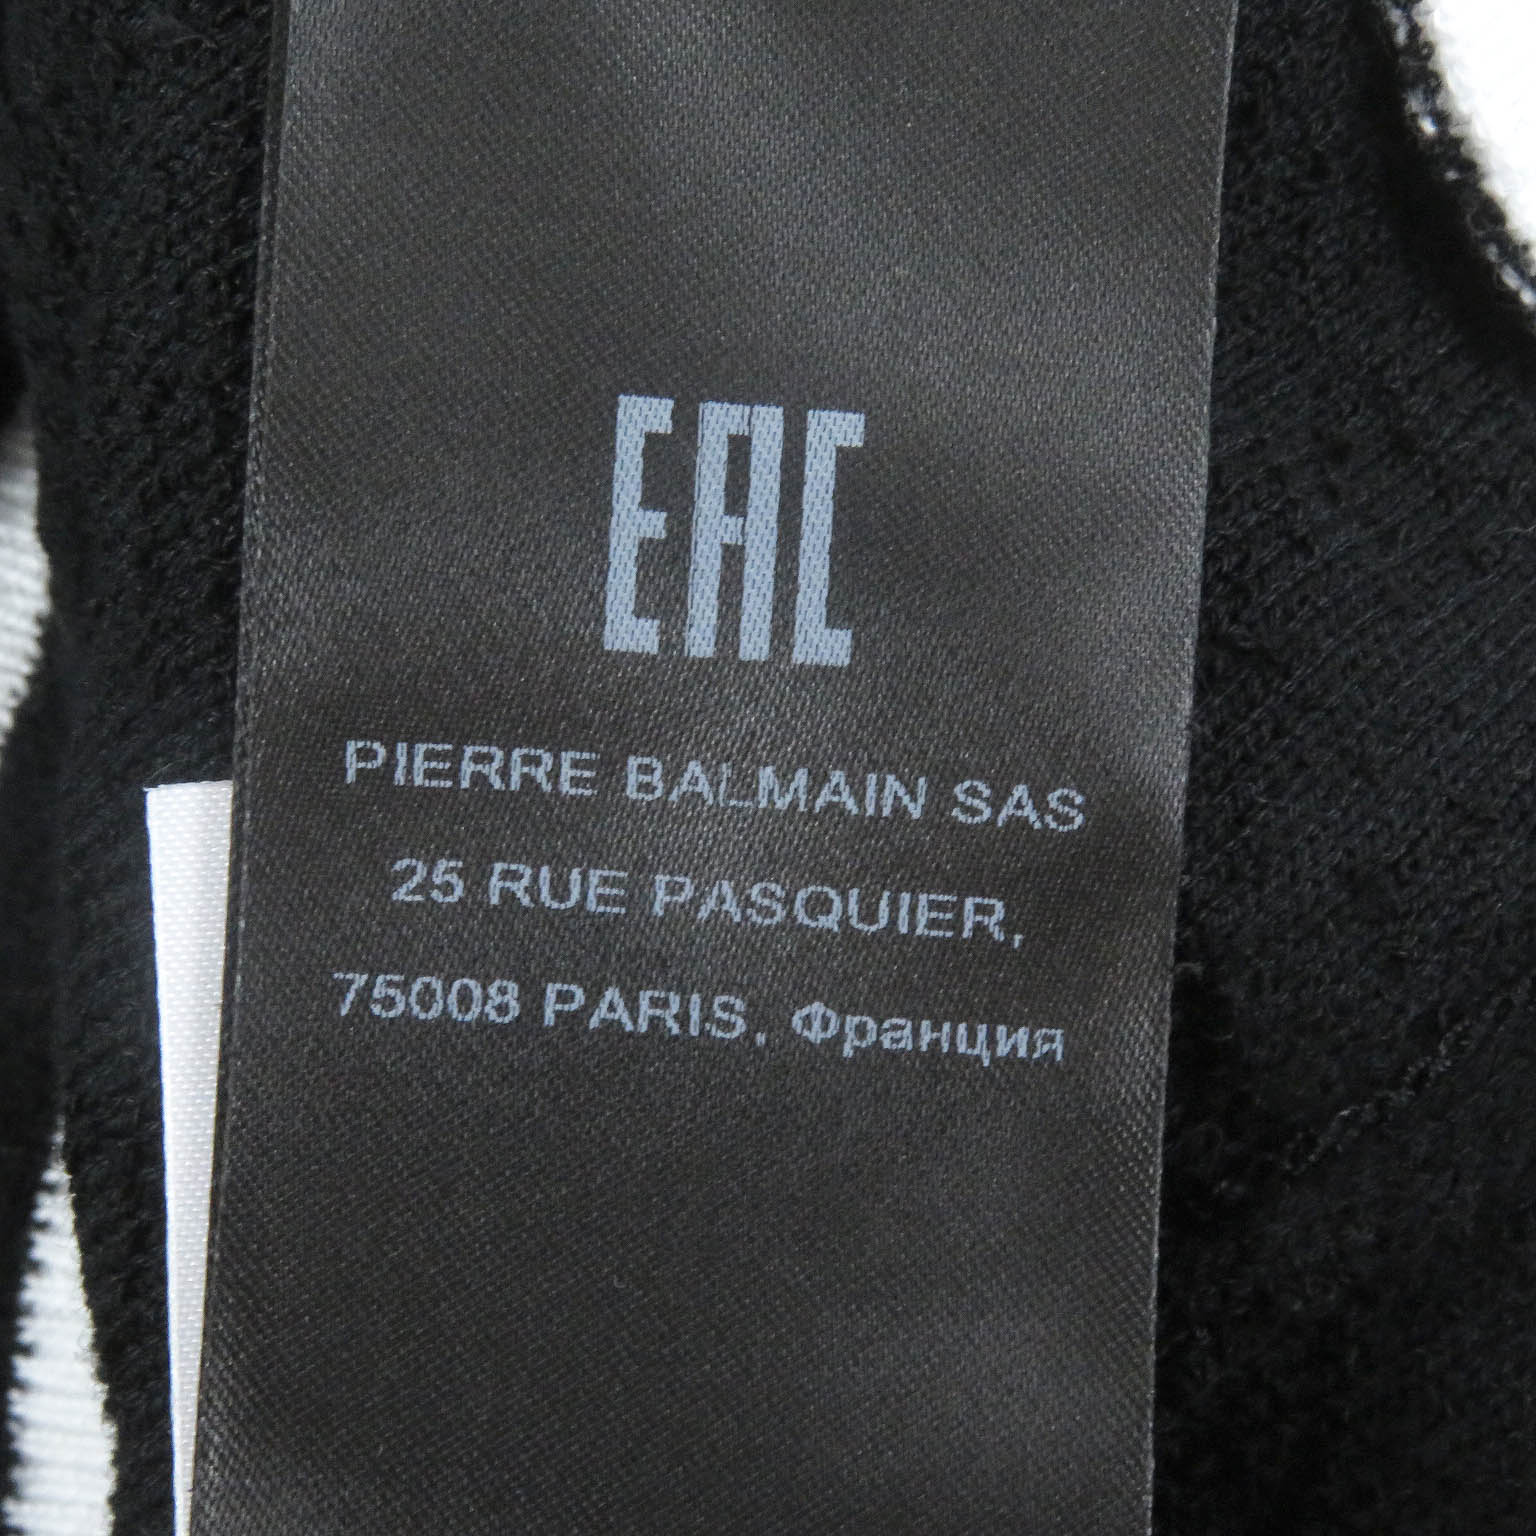 EAC
PIERRE BALMAIN SAS
25 RUE PASQUIER,
75008 PARIS, Франция